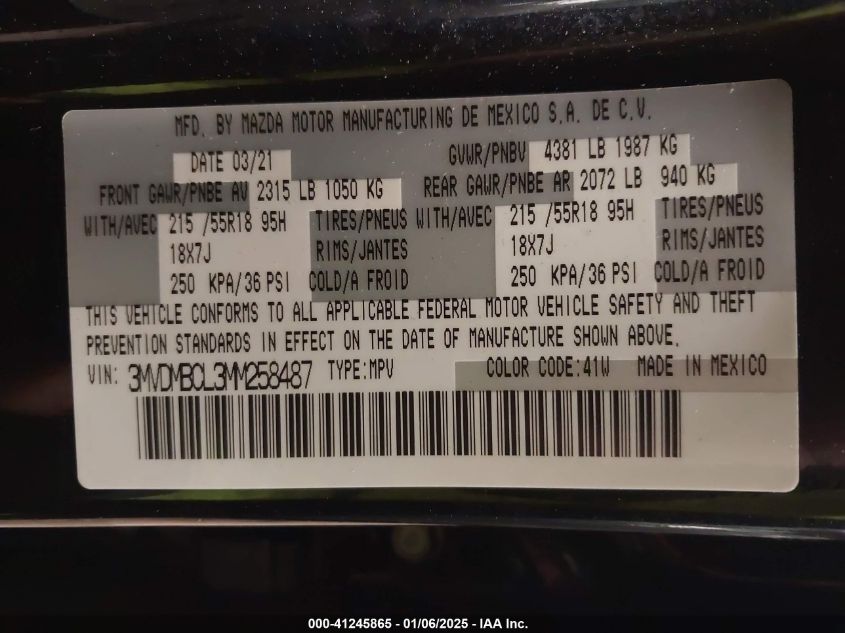 MFD. BY MAZDA MOTOR MANUFACTURING DE MEXICO S.A. DE C.V.
DATE 03/21 GVWR/PNBV 4381 LB 1987 KG
FRONT GAWR/PNBE AV 2315 LB 1050 KG REAR GAWR/PNBE AR 2072 LB 940 KG
WITH/AVEC 215 /55R18 95H TIRES/PNEUS WITH/AVEC 215 /55R18 95H TIRES/PNEUS
18X7J RIMS/JANTES 18X7J RIMS/JANTES
250 KPA/36 PSI COLD/A FROID 250 KPA/36 PSI COLD/A FROID
THIS VEHICLE CONFORMS TO ALL APPLICABLE FEDERAL MOTOR VEHICLE SAFETY AND THEFT
PREVENTION STANDARDS IN EFFECT ON THE DATE OF MANUFACTURE SHOWN ABOVE.
VIN: 3MVDMBCL3MM258487 TYPE:MPV COLOR CODE:41W MADE IN MEXICO
000-41245865 - 01/06/2025 - IAA Inc.